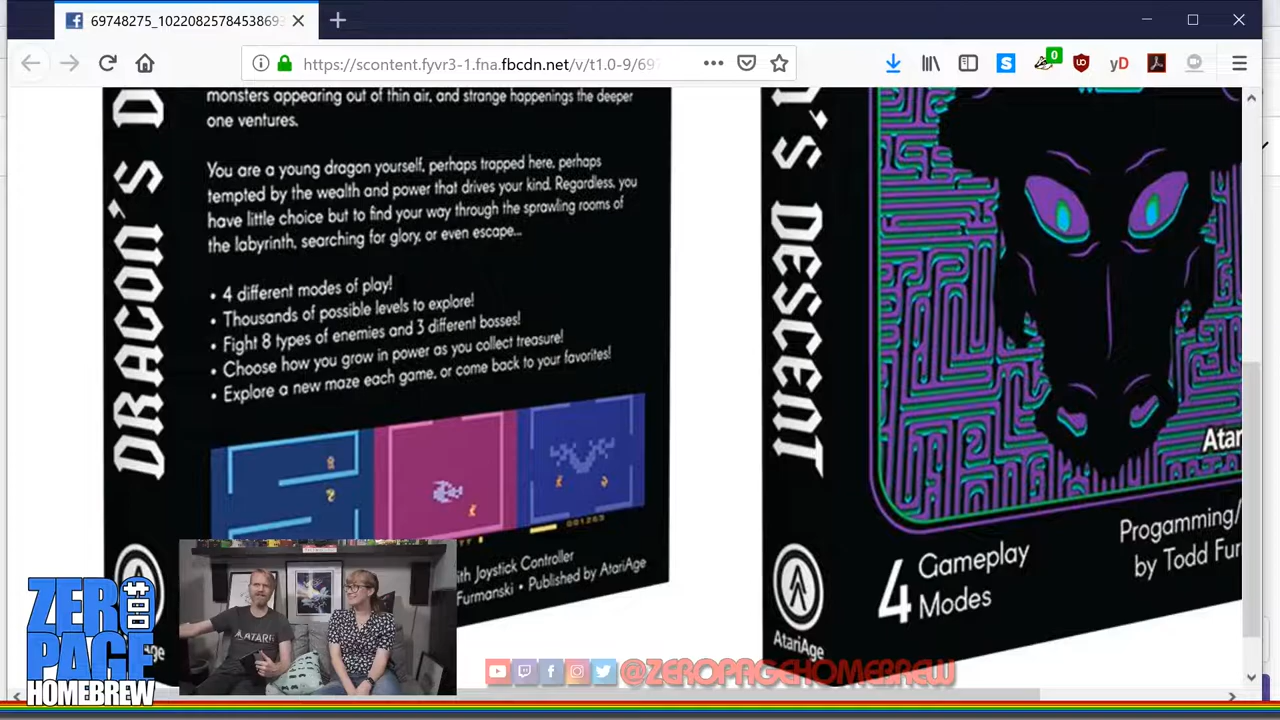 69748275_10220825784538693
https://scontent.fyvr3-1.fna.fbcdn.net/v/t1.0-9/69
0
S
yD
DRAGON'S D
monsters appearing out of thin air, and strange happenings the deeper
one ventures.
You are a young dragon yourself, perhaps trapped here, perhaps
tempted by the wealth and power that drives your kind. Regardless, you
have little choice but to find your way through the sprawling rooms of
the labyrinth, searching for glory, or even escape...
• 4 different modes of play!
• Thousands of possible levels to explore!
• Fight 8 types of enemies and 3 different bosses!
• Choose how you grow in power as you collect treasure!
• Explore a new maze each game, or come back to your favorites!
001263
ith Joystick Controller
Furmanski • Published by AtariAge
N'S DESCENT
Atar
4 Gameplay
Modes
Progamming/
by Todd Fur
AtariAge
ATARI
ZERO
PAGE
HOMEBREW
@ZEROPAGEHOMEBREW